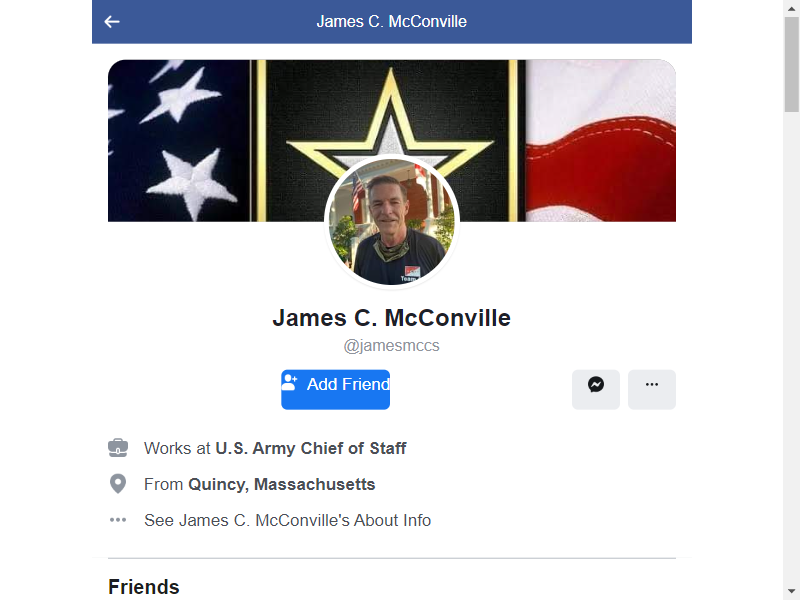 James C. McConville
Team
James C. McConville
@jamesmccs
Add Friend
Works at U.S. Army Chief of Staff
From Quincy, Massachusetts
See James C. McConville's About Info
Friends